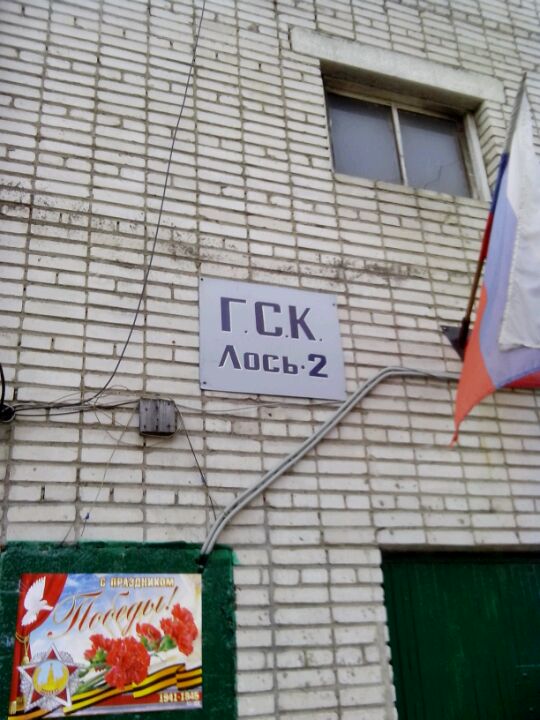 Г.С.К.
Лось-2
С ПРАЗДНИКОМ
Победы!
1941-1945